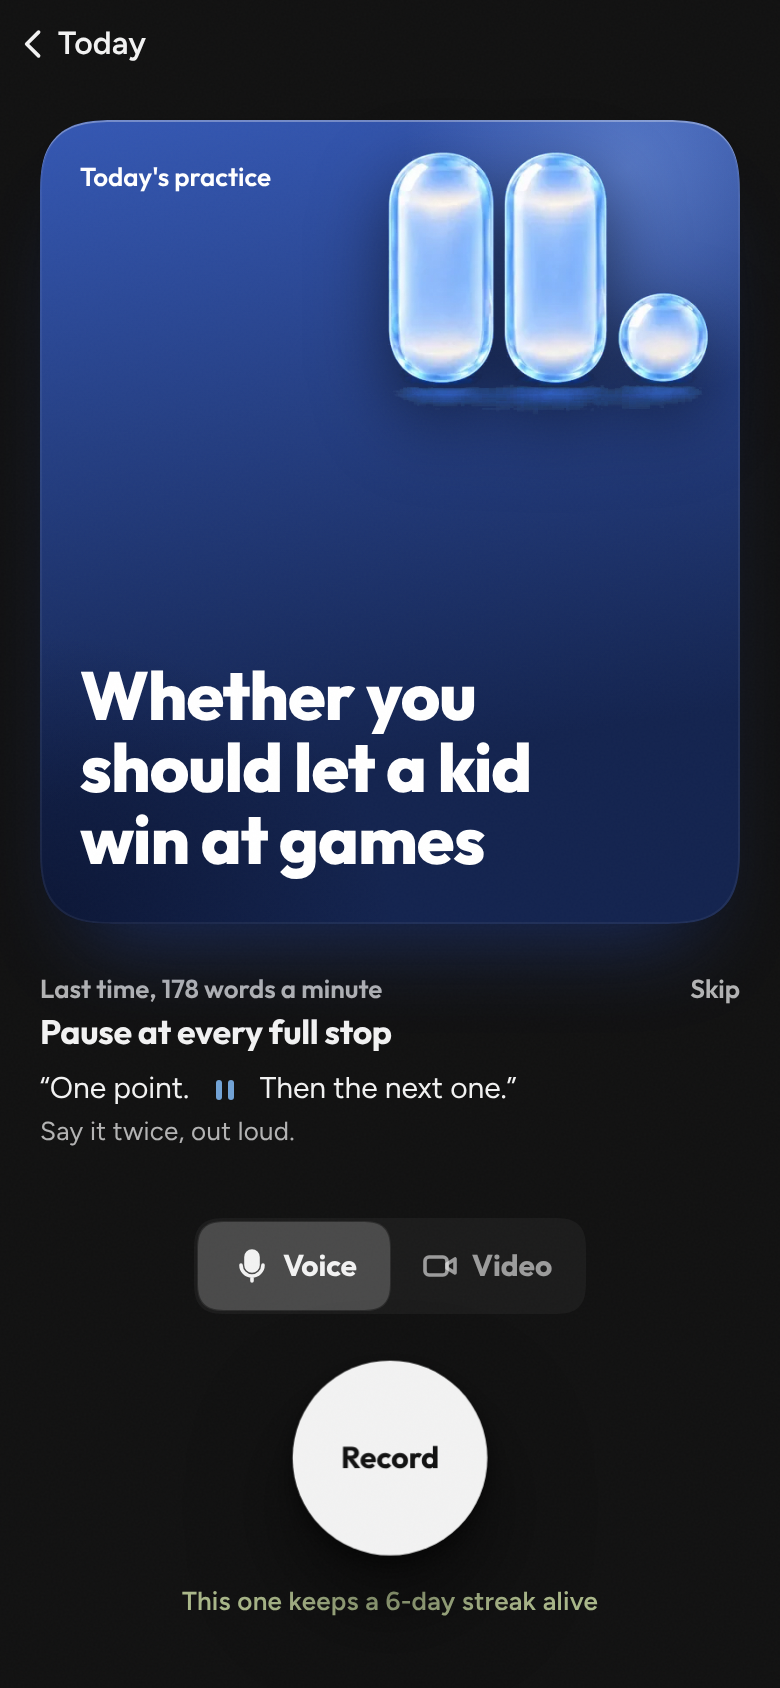 Today
Today's practice
Whether you
should let a kid
win at games
Last time, 178 words a minute
Skip
Pause at every full stop
“One point. Then the next one.”
Say it twice, out loud.
Voice
Video
Record
This one keeps a 6-day streak alive